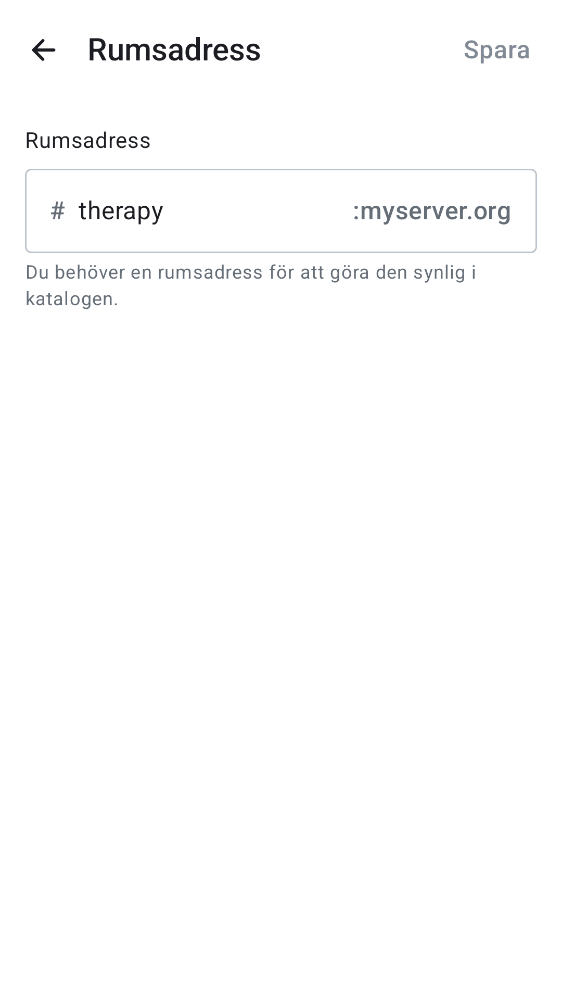 Rumsadress
Spara
Rumsadress
# therapy :myserver.org
Du behöver en rumsadress för att göra den synlig i
katalogen.